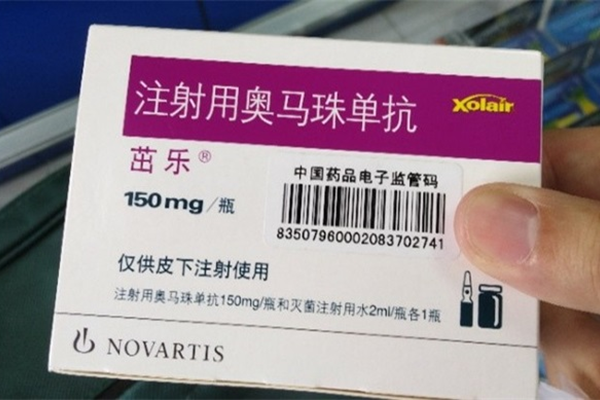 注射用奥马珠单抗
Xolair
茁乐®
150mg/瓶
中国药品电子监管码
83507960002083702741
仅供皮下注射使用
注射用奥马珠单抗150mg/瓶和灭菌注射用水2ml/瓶各1瓶
NOVARTIS